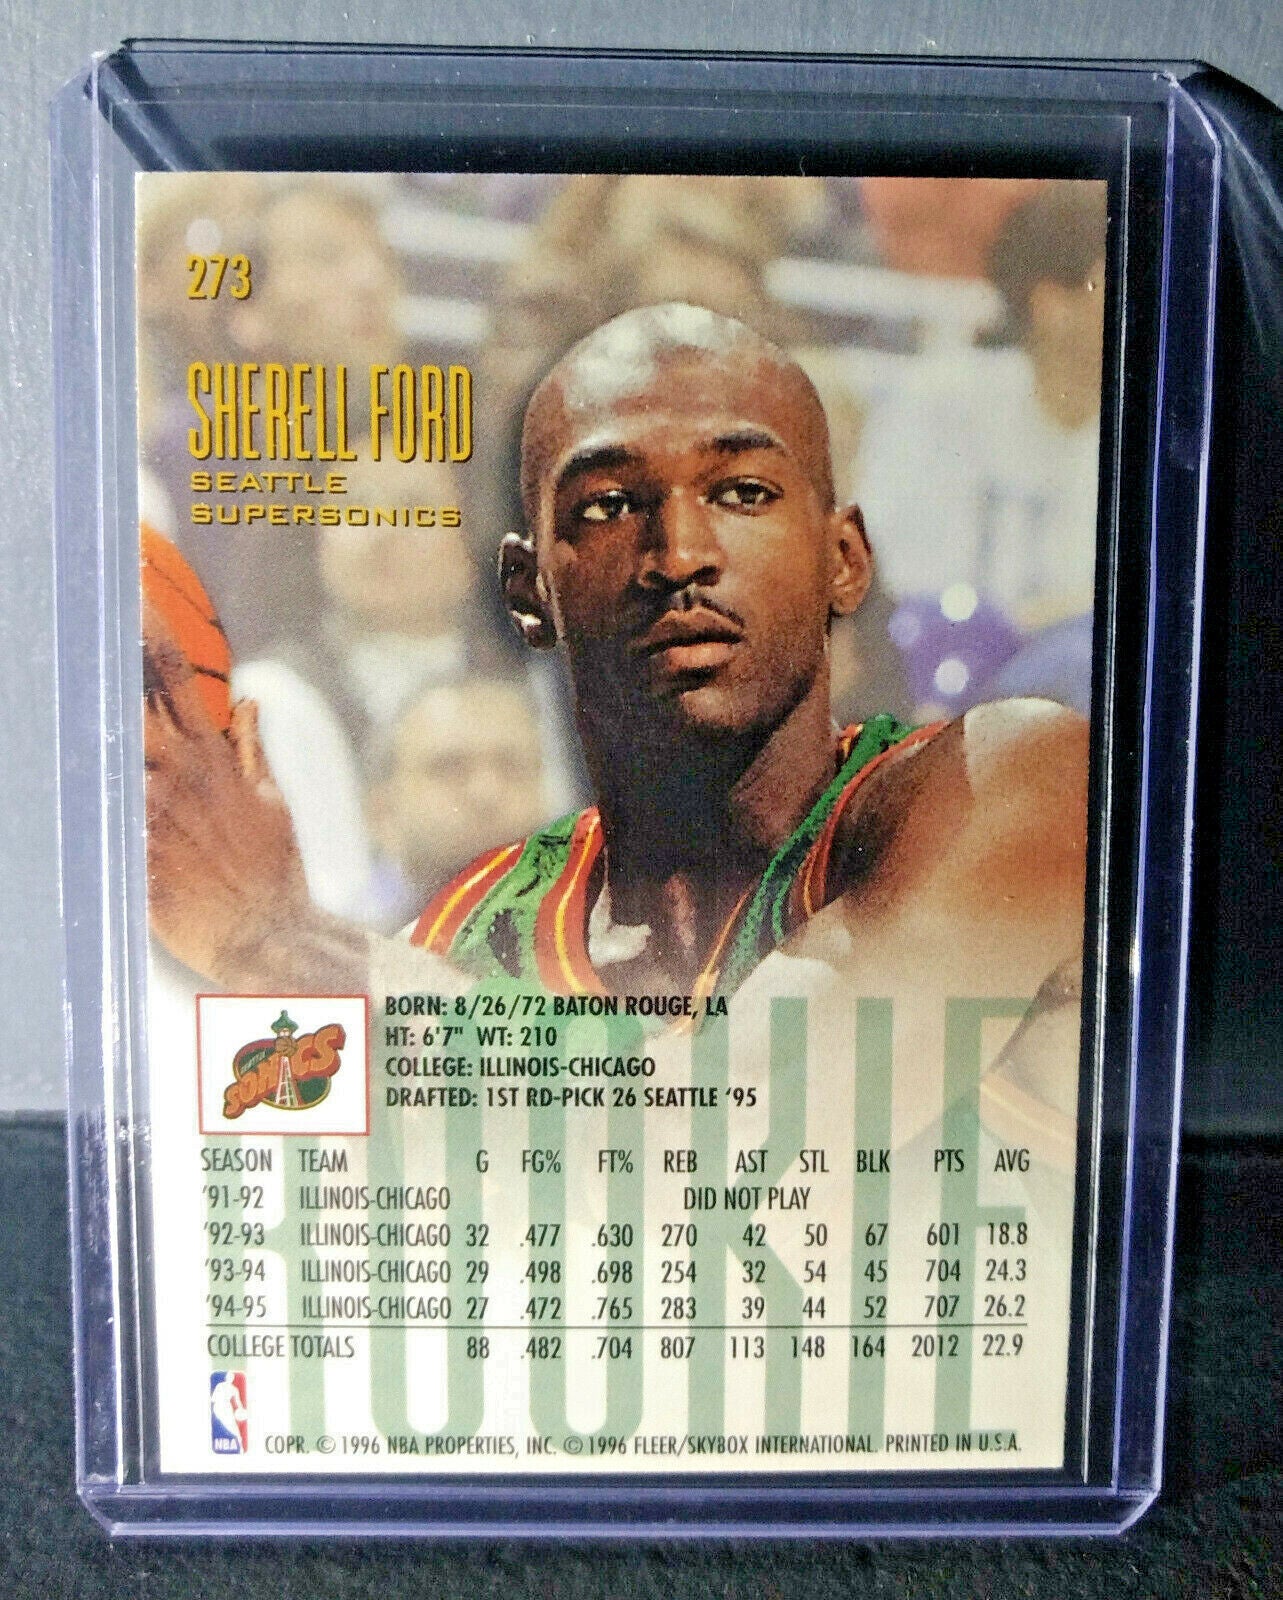 273
SHERELL FORD
SEATTLE
SUPERSONICS
SEATTLE
SONICS
BORN: 8/26/72 BATON ROUGE, LA
HT: 6'7" WT: 210
COLLEGE: ILLINOIS-CHICAGO
DRAFTED: 1ST RD-PICK 26 SEATTLE '95
ROOKIE
SEASON TEAM G FG% FT% REB AST STL BLK PTS AVG
'91-92 ILLINOIS-CHICAGO DID NOT PLAY
'92-93 ILLINOIS-CHICAGO 32 .477 .630 270 42 50 67 601 18.8
'93-94 ILLINOIS-CHICAGO 29 .498 .698 254 32 54 45 704 24.3
'94-95 ILLINOIS-CHICAGO 27 .472 .765 283 39 44 52 707 26.2
COLLEGE TOTALS 88 .482 .704 807 113 148 164 2012 22.9
NBA
COPR. © 1996 NBA PROPERTIES, INC. © 1996 FLEER/SKYBOX INTERNATIONAL. PRINTED IN U.S.A.